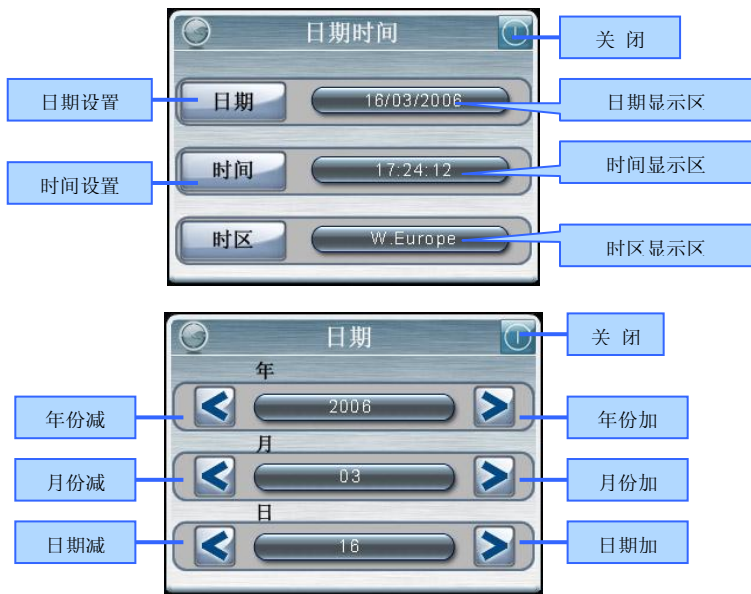 日期时间
关 闭
日期设置
日期
16/03/2006
日期显示区
时间设置
时间
17:24:12
时间显示区
时区
W.Europe
时区显示区
日期
关 闭
年
年份减
2006
年份加
月
月份减
03
月份加
日
日期减
16
日期加